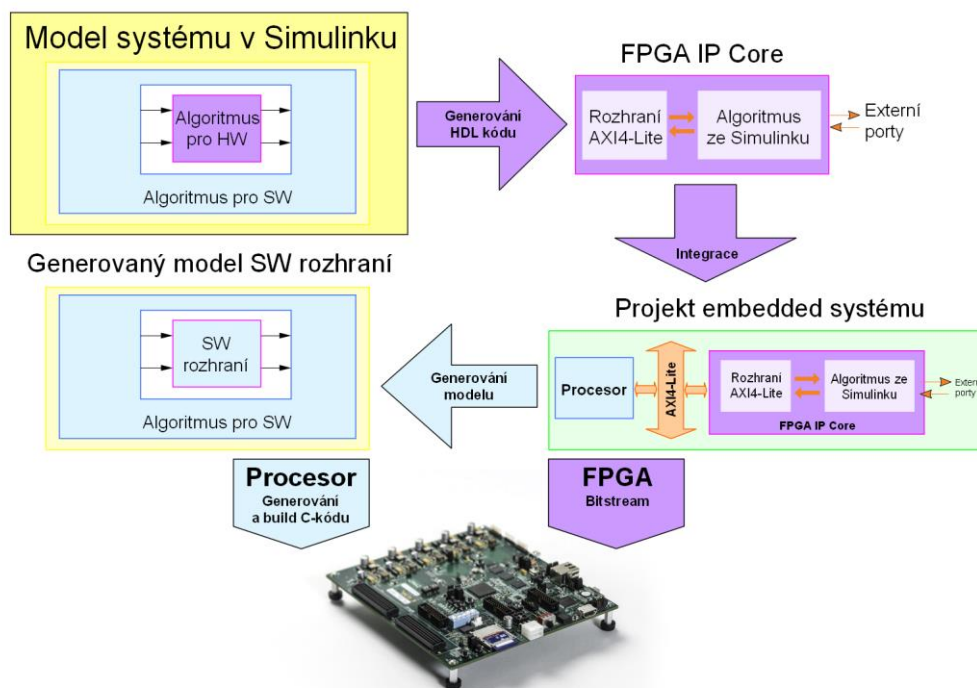 Model systému v Simulinku
Algoritmus
pro HW
Algoritmus pro SW
Generování
HDL kódu
FPGA IP Core
Rozhraní
AXI4-Lite
Algoritmus
ze Simulinku
Externí
porty
Integrace
Generovaný model SW rozhraní
SW
rozhraní
Algoritmus pro SW
Generování
modelu
Projekt embedded systému
Procesor
AXI4-Lite
Rozhraní
AXI4-Lite
Algoritmus ze
Simulinku
FPGA IP Core
Externí
porty
Procesor
Generování
a build C-kódu
FPGA
Bitstream